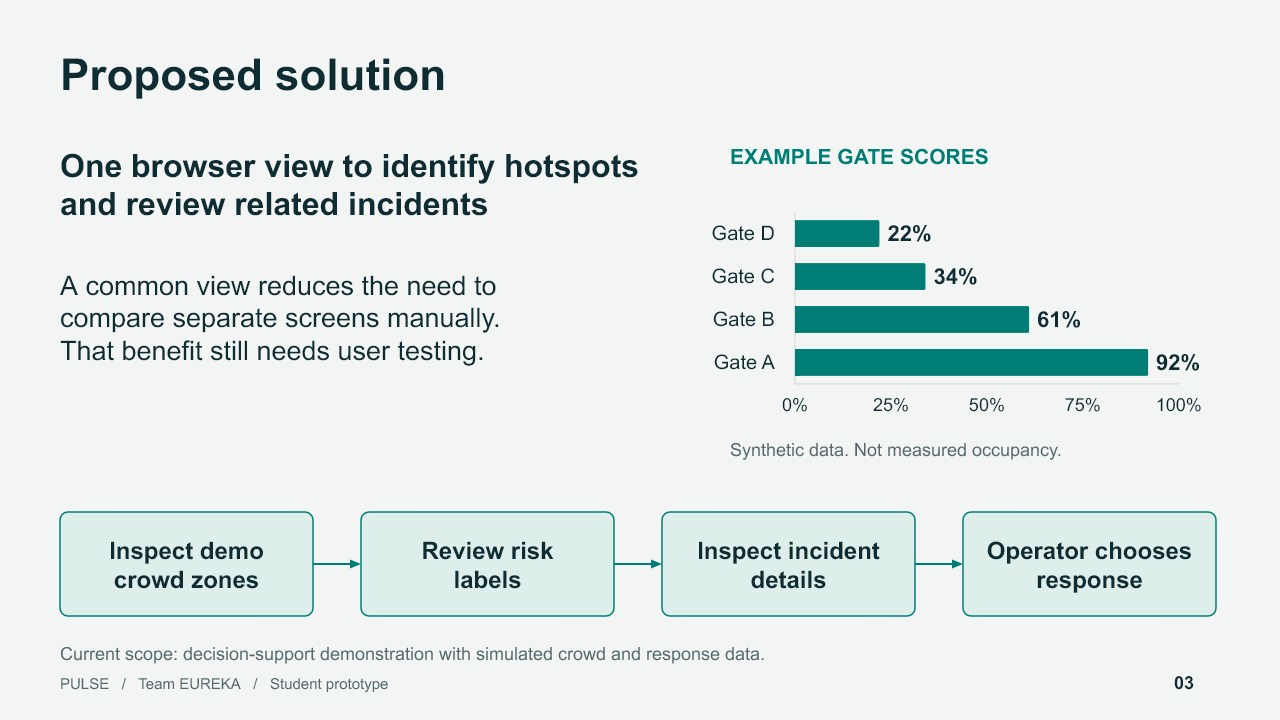 Proposed solution
One browser view to identify hotspots
and review related incidents
A common view reduces the need to
compare separate screens manually.
That benefit still needs user testing.
EXAMPLE GATE SCORES
Gate D 22%
Gate C 34%
Gate B 61%
Gate A 92%
0% 25% 50% 75% 100%
Synthetic data. Not measured occupancy.
Inspect demo
crowd zones
Review risk
labels
Inspect incident
details
Operator chooses
response
Current scope: decision-support demonstration with simulated crowd and response data.
PULSE / Team EUREKA / Student prototype
03